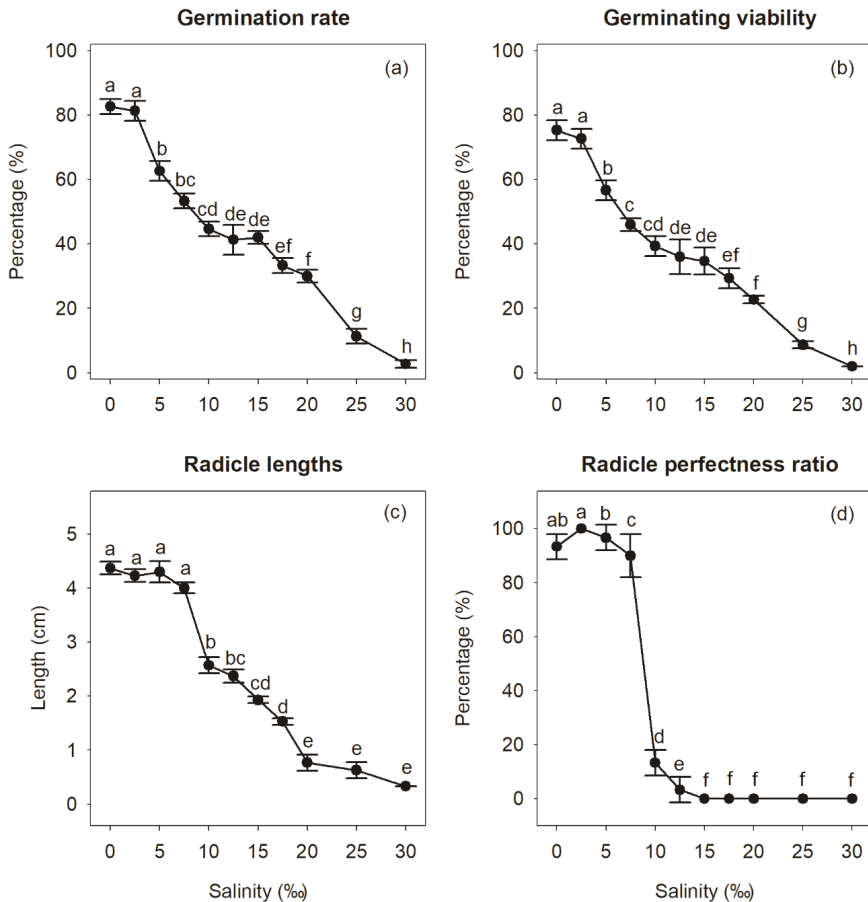 Germination rate
(a)
Percentage (%)
100
80
60
40
20
0
a a b bc cd de de ef f g h
0 5 10 15 20 25 30
Germinating viability
(b)
Percentage (%)
100
80
60
40
20
0
a a b c cd de de ef f g h
0 5 10 15 20 25 30
Radicle lengths
(c)
Length (cm)
5
4
3
2
1
0
a a a a b bc cd d e e e
0 5 10 15 20 25 30
Salinity (‰)
Radicle perfectness ratio
(d)
Percentage (%)
100
80
60
40
20
0
ab a b c d e f f f f f
0 5 10 15 20 25 30
Salinity (‰)